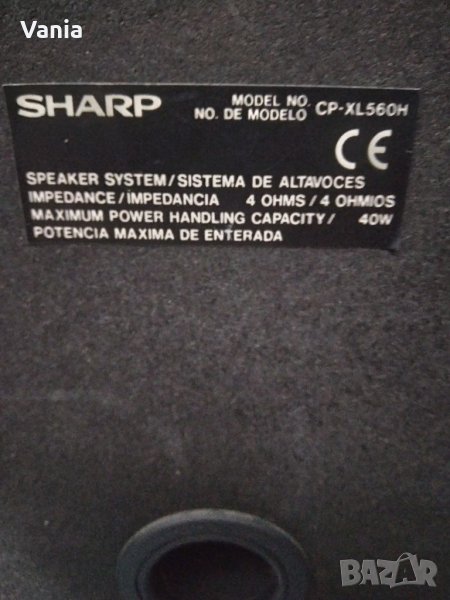 Vania
SHARP MODEL NO. CP-XL560H
NO. DE MODELO
CE
SPEAKER SYSTEM/SISTEMA DE ALTAVOCES
IMPEDANCE/IMPEDANCIA 4 OHMS / 4 OHMIOS
MAXIMUM POWER HANDLING CAPACITY/ 40W
POTENCIA MAXIMA DE ENTERADA
BAZAR